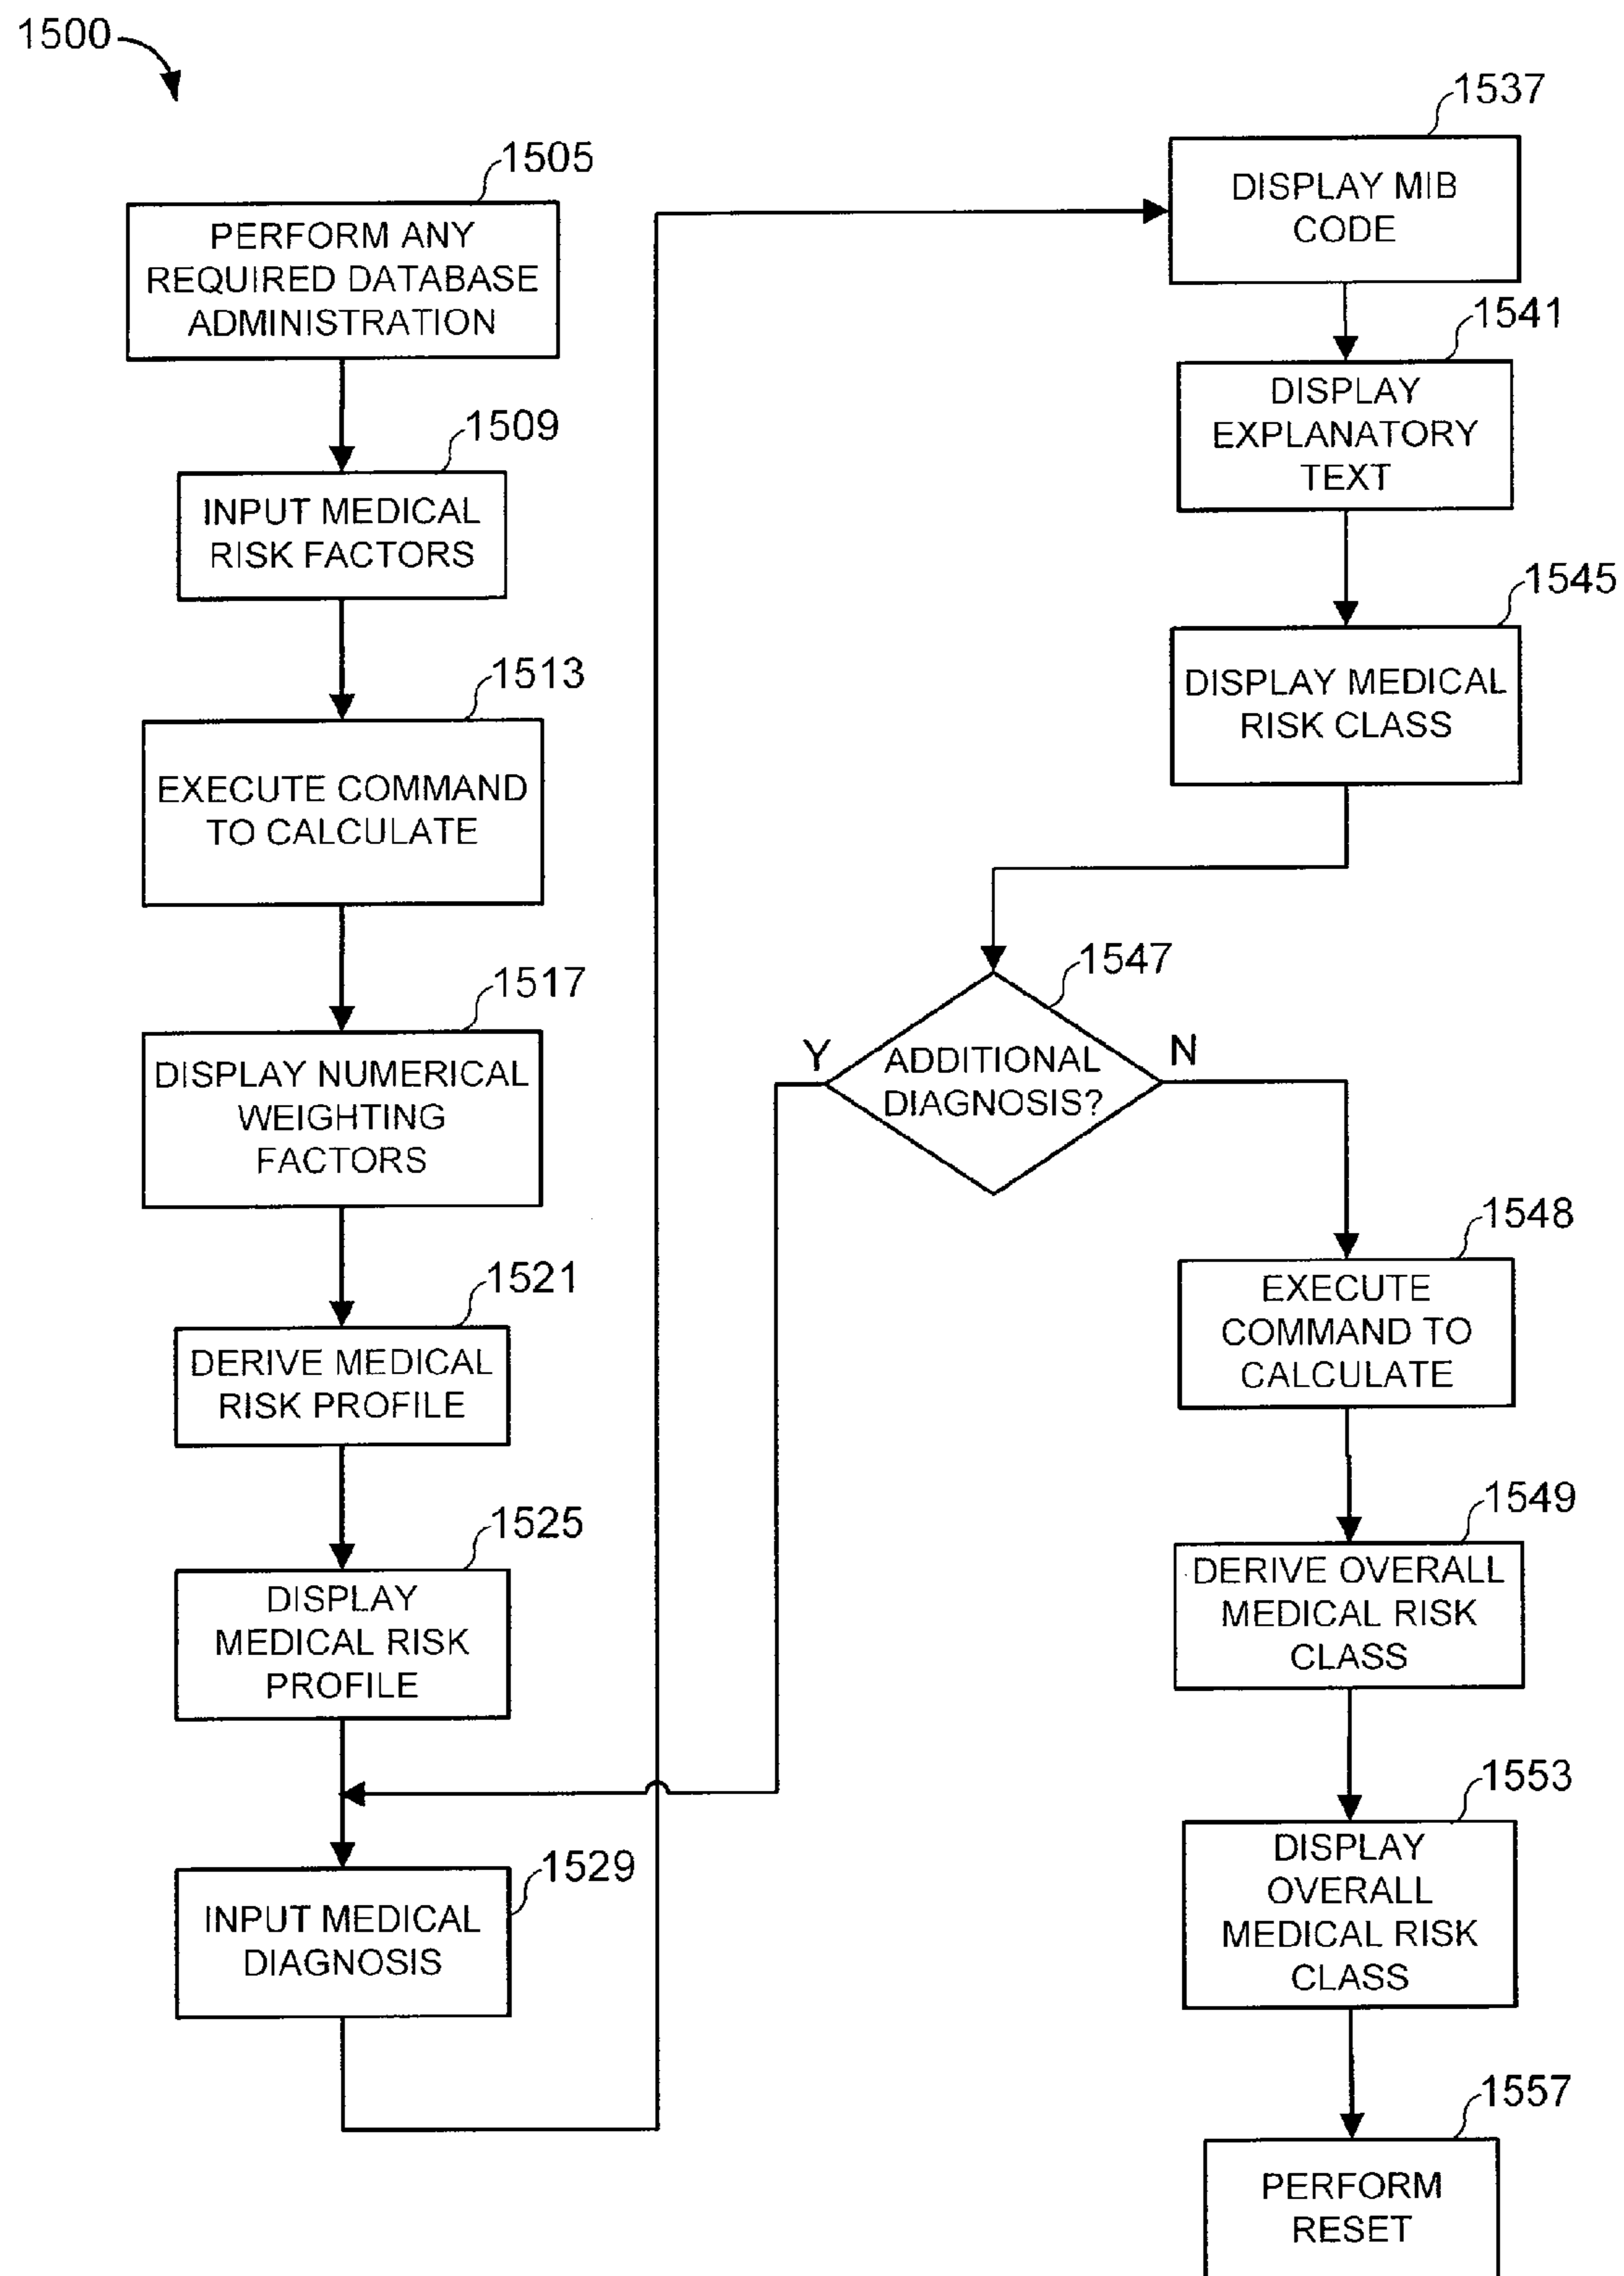 1500
1505
PERFORM ANY
REQUIRED DATABASE
ADMINISTRATION
1509
INPUT MEDICAL
RISK FACTORS
1513
EXECUTE COMMAND
TO CALCULATE
1517
DISPLAY NUMERICAL
WEIGHTING
FACTORS
1521
DERIVE MEDICAL
RISK PROFILE
1525
DISPLAY
MEDICAL RISK
PROFILE
1529
INPUT MEDICAL
DIAGNOSIS
1537
DISPLAY MIB
CODE
1541
DISPLAY
EXPLANATORY
TEXT
1545
DISPLAY MEDICAL
RISK CLASS
1547
Y
ADDITIONAL
DIAGNOSIS?
N
1548
EXECUTE
COMMAND TO
CALCULATE
1549
DERIVE OVERALL
MEDICAL RISK
CLASS
1553
DISPLAY
OVERALL
MEDICAL RISK
CLASS
1557
PERFORM
RESET